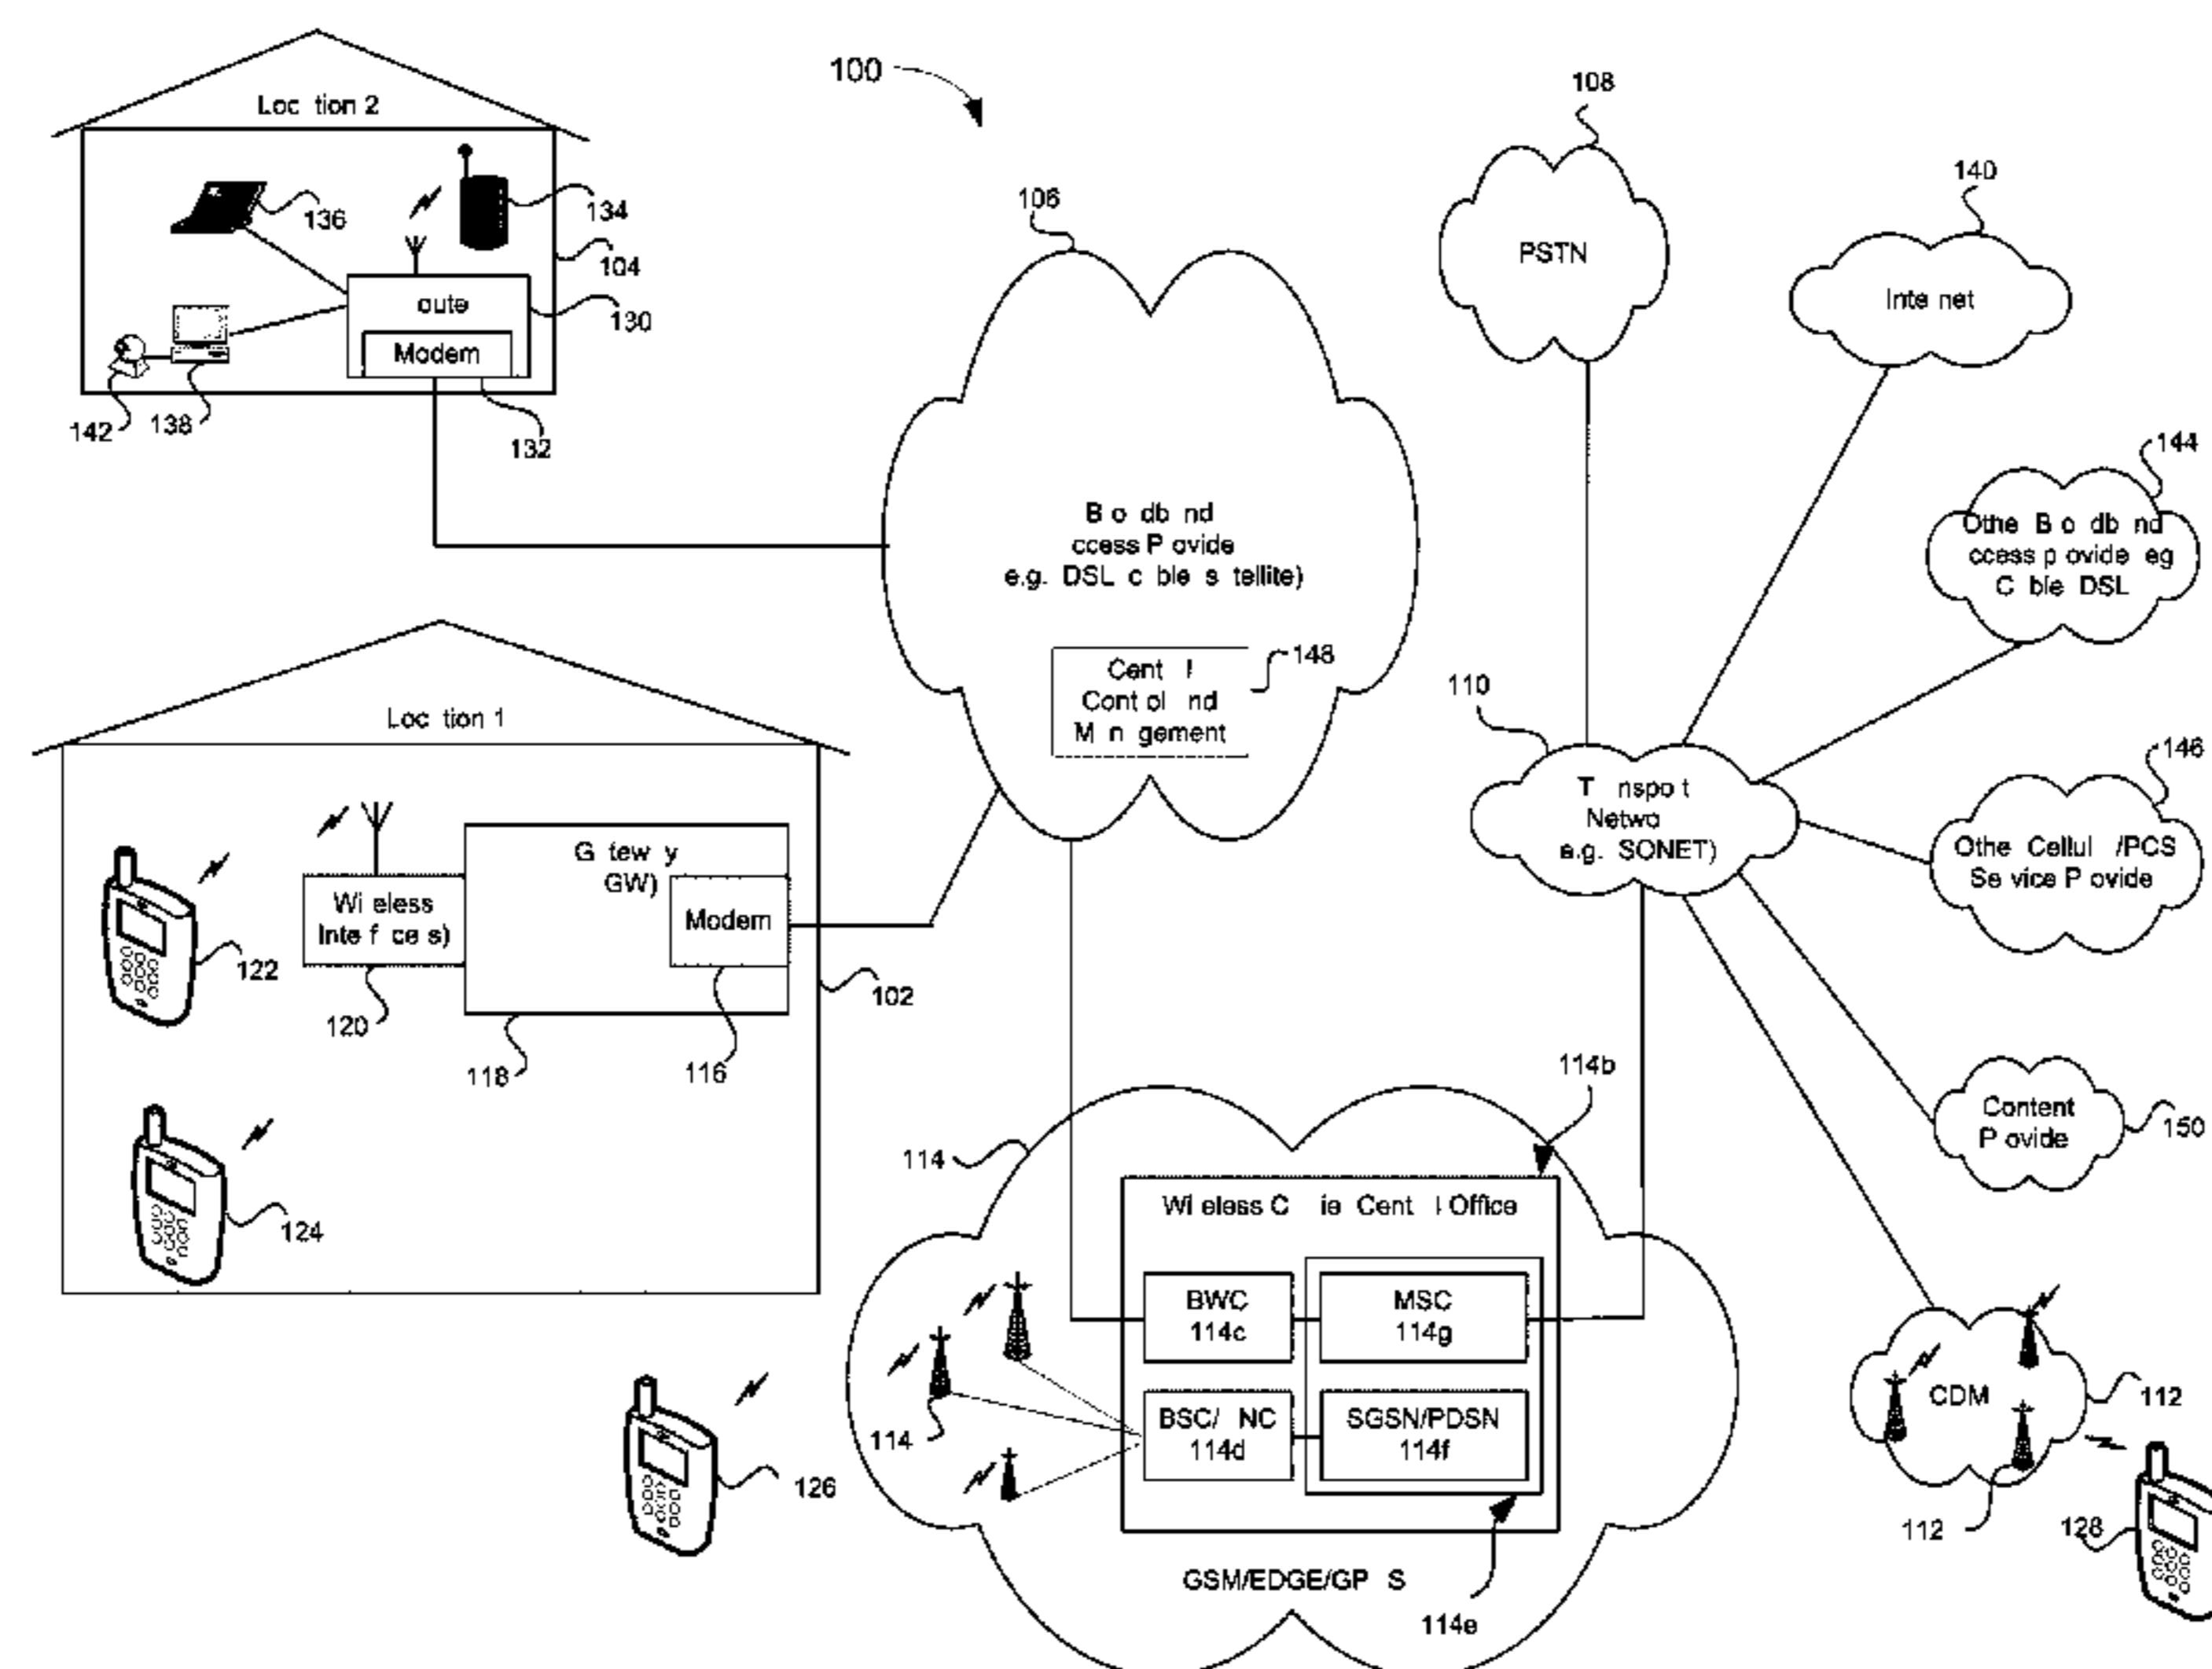 100
Loc tion 2
136
134
104
oute
130
Modem
142
138
132
106
B o db nd
ccess P ovide
e.g. DSL c ble s tellite)
Cent l
Cont ol nd
M n gement
148
108
PSTN
140
Inte net
144
Othe B o db nd
ccess p ovide eg
C ble DSL
110
T nspo t
Netwo
e.g. SONET)
146
Othe Cellul /PCS
Se vice P ovide
Content
P ovide
150
Loc tion 1
G tew y
GW)
Wi eless
Inte f ce s)
Modem
122
120
118
116
102
124
126
114
114b
Wi eless C ie Cent l Office
BWC
114c
MSC
114g
BSC/ NC
114d
SGSN/PDSN
114f
114
GSM/EDGE/GP S
114e
CDM
112
112
128